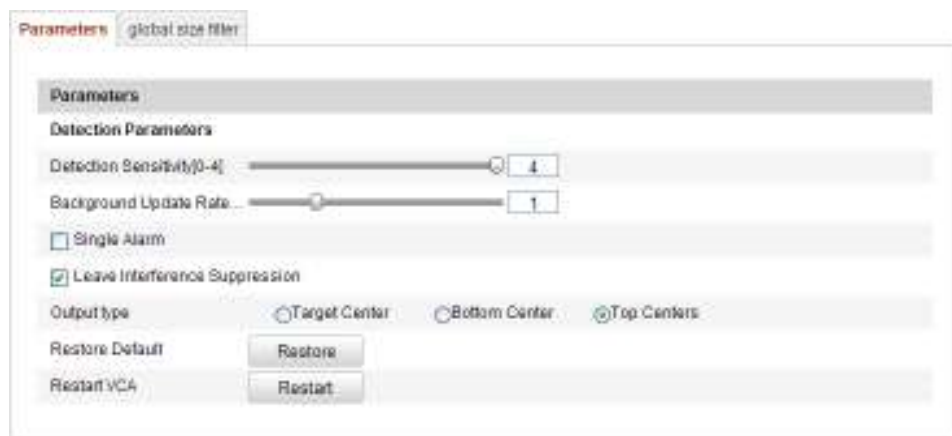 Parameters global size filter
Parameters
Detection Parameters
Detection Sensitivity[0-4] 4
Background Update Rate... 1
Single Alarm
Leave Interference Suppression
Output type Target Center Bottom Center Top Centers
Restore Default Restore
Restart VCA Restart